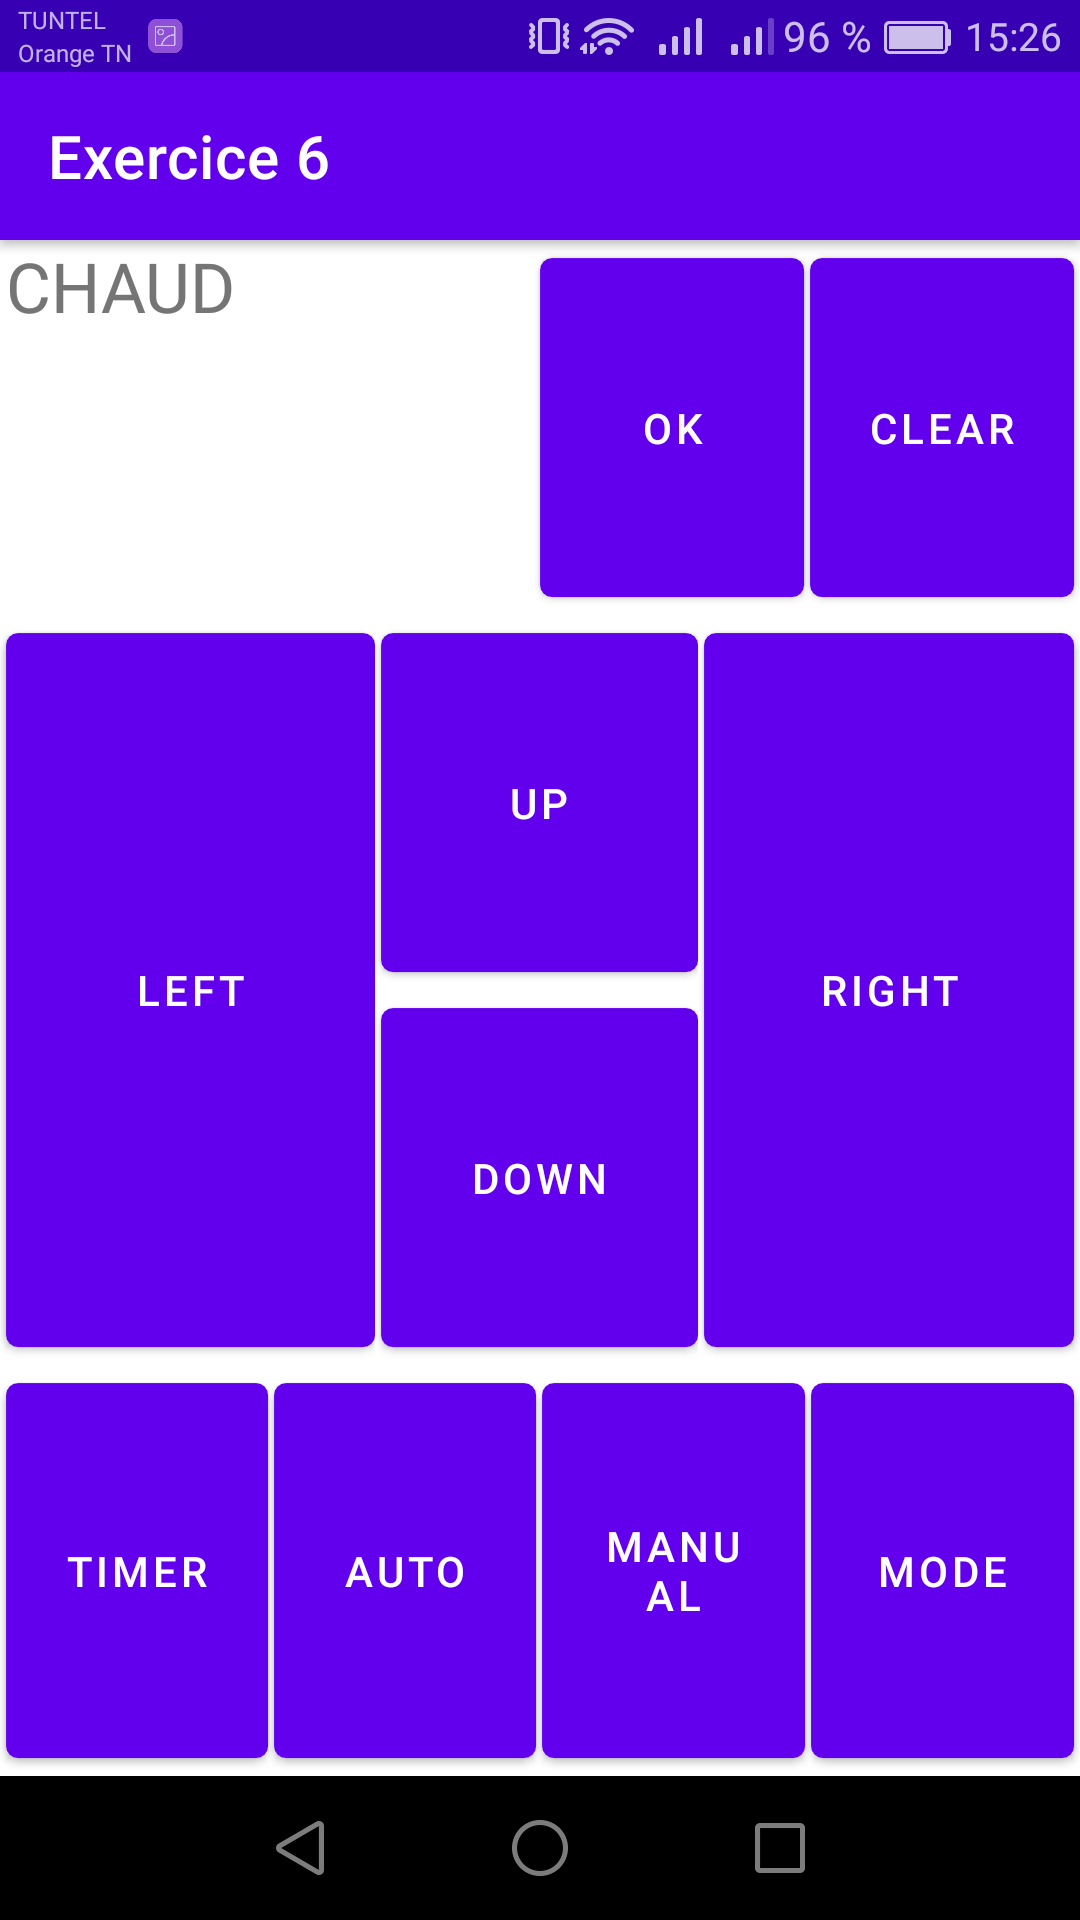 TUNTEL
Orange TN
96 %
15:26
Exercice 6
CHAUD
OK
CLEAR
LEFT
UP
RIGHT
DOWN
TIMER
AUTO
MANU
AL
MODE